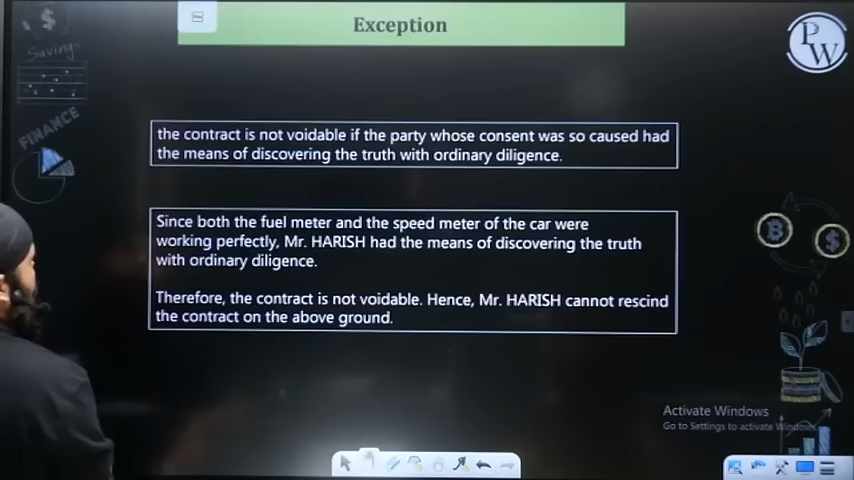 Exception
Savings
FINANCE
P
W
the contract is not voidable if the party whose consent was so caused had
the means of discovering the truth with ordinary diligence.
Since both the fuel meter and the speed meter of the car were
working perfectly, Mr. HARISH had the means of discovering the truth
with ordinary diligence.
Therefore, the contract is not voidable. Hence, Mr. HARISH cannot rescind
the contract on the above ground.
Activate Windows
Go to Settings to activate Windows.